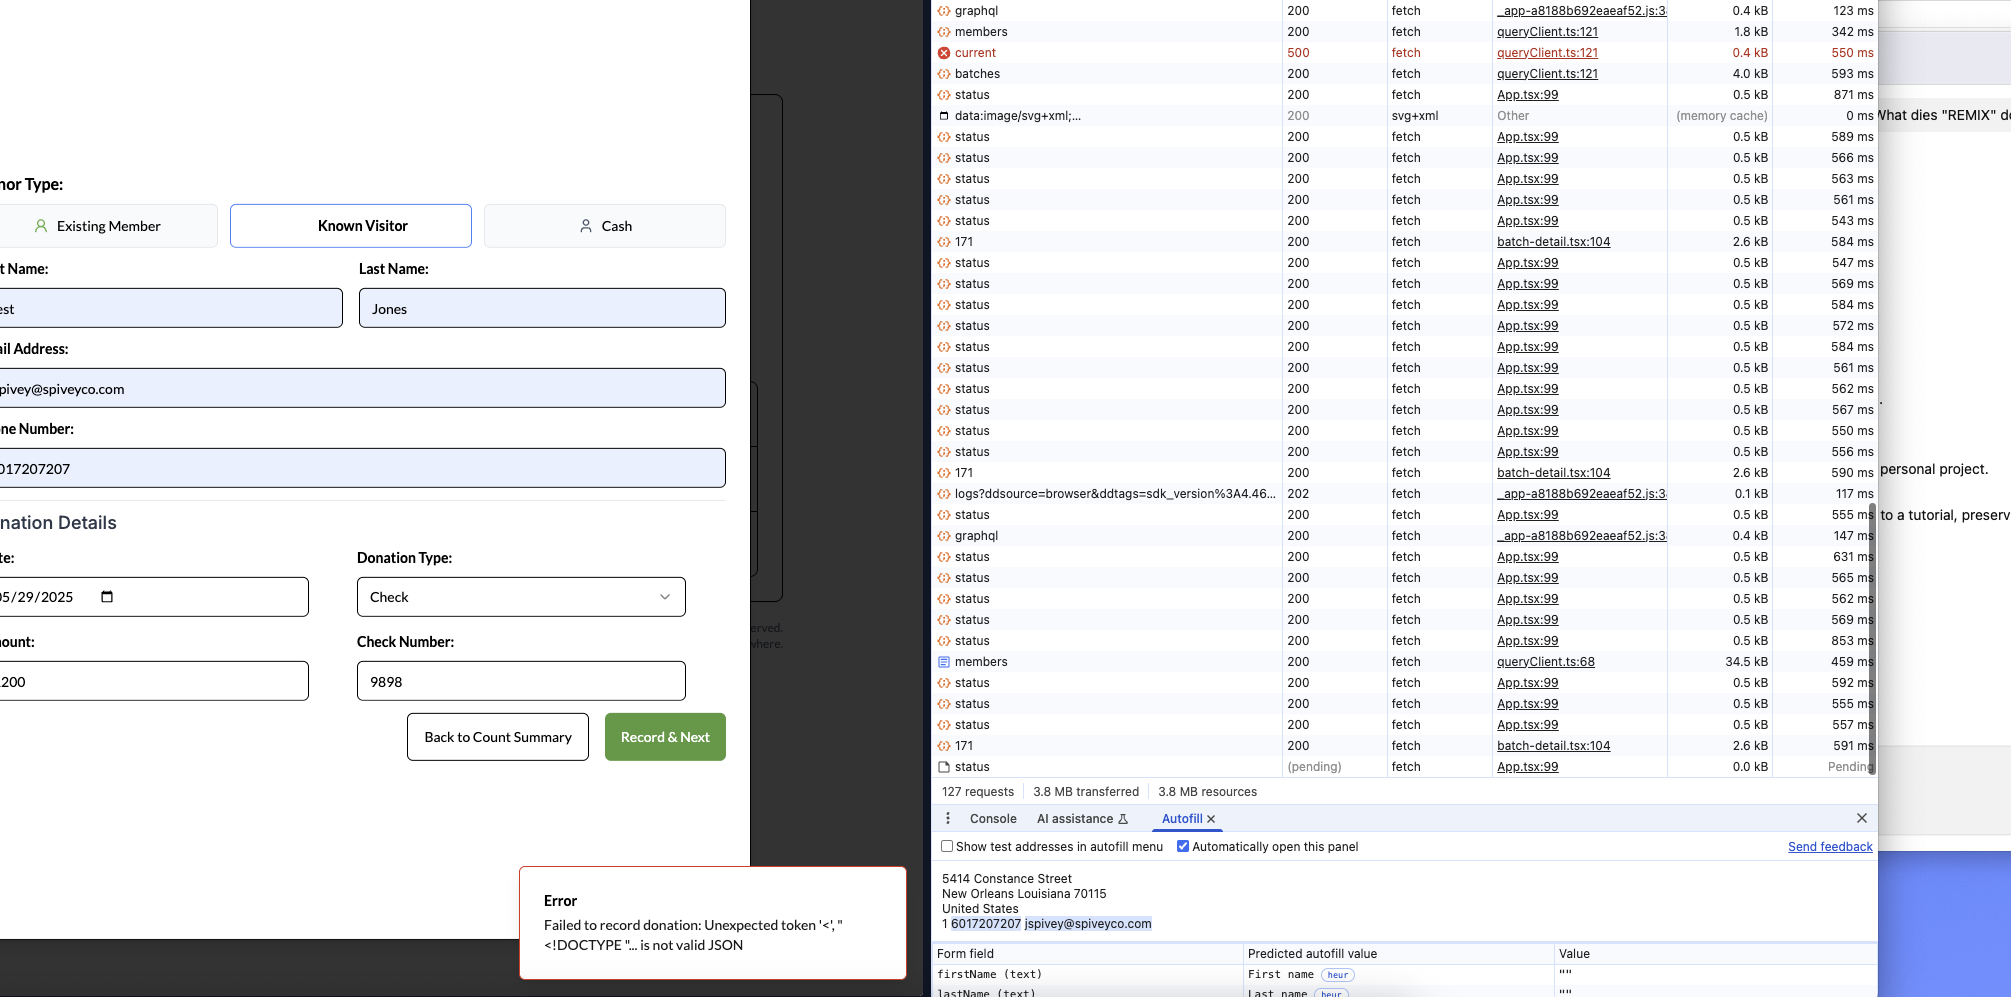 nor Type:
Existing Member
Known Visitor
Cash
t Name:
Last Name:
est
Jones
ail Address:
pivey@spiveyco.com
ne Number:
017207207
nation Details
te:
Donation Type:
05/29/2025
Check
ount:
Check Number:
200
9898
Back to Count Summary
Record & Next
erved.
where.
Error
Failed to record donation: Unexpected token '<', "
<!DOCTYPE "... is not valid JSON
graphql 200 fetch _app-a8188b692eaeaf52.js:3 0.4 kB 123 ms
members 200 fetch queryClient.ts:121 1.8 kB 342 ms
current 500 fetch queryClient.ts:121 0.4 kB 550 ms
batches 200 fetch queryClient.ts:121 4.0 kB 593 ms
status 200 fetch App.tsx:99 0.5 kB 871 ms
data:image/svg+xml;... 200 svg+xml Other (memory cache) 0 ms
status 200 fetch App.tsx:99 0.5 kB 589 ms
status 200 fetch App.tsx:99 0.5 kB 566 ms
status 200 fetch App.tsx:99 0.5 kB 563 ms
status 200 fetch App.tsx:99 0.5 kB 561 ms
status 200 fetch App.tsx:99 0.5 kB 543 ms
171 200 fetch batch-detail.tsx:104 2.6 kB 584 ms
status 200 fetch App.tsx:99 0.5 kB 547 ms
status 200 fetch App.tsx:99 0.5 kB 569 ms
status 200 fetch App.tsx:99 0.5 kB 584 ms
status 200 fetch App.tsx:99 0.5 kB 572 ms
status 200 fetch App.tsx:99 0.5 kB 584 ms
status 200 fetch App.tsx:99 0.5 kB 561 ms
status 200 fetch App.tsx:99 0.5 kB 562 ms
status 200 fetch App.tsx:99 0.5 kB 567 ms
status 200 fetch App.tsx:99 0.5 kB 550 ms
status 200 fetch App.tsx:99 0.5 kB 556 ms
171 200 fetch batch-detail.tsx:104 2.6 kB 590 ms
logs?ddsource=browser&ddtags=sdk_version%3A4.46... 202 fetch _app-a8188b692eaeaf52.js:3 0.1 kB 117 ms
status 200 fetch App.tsx:99 0.5 kB 555 ms
graphql 200 fetch _app-a8188b692eaeaf52.js:3 0.4 kB 147 ms
status 200 fetch App.tsx:99 0.5 kB 631 ms
status 200 fetch App.tsx:99 0.5 kB 565 ms
status 200 fetch App.tsx:99 0.5 kB 562 ms
status 200 fetch App.tsx:99 0.5 kB 569 ms
status 200 fetch App.tsx:99 0.5 kB 853 ms
members 200 fetch queryClient.ts:68 34.5 kB 459 ms
status 200 fetch App.tsx:99 0.5 kB 592 ms
status 200 fetch App.tsx:99 0.5 kB 555 ms
status 200 fetch App.tsx:99 0.5 kB 557 ms
171 200 fetch batch-detail.tsx:104 2.6 kB 591 ms
status (pending) fetch App.tsx:99 0.0 kB Pending
127 requests 3.8 MB transferred 3.8 MB resources
Console AI assistance Autofill
Show test addresses in autofill menu Automatically open this panel Send feedback
5414 Constance Street
New Orleans Louisiana 70115
United States
1 6017207207 jspivey@spiveyco.com
Form field Predicted autofill value Value
firstName (text) First name heur ""
lastName (text) Last name heur ""
What dies "REMIX" do
personal project.
to a tutorial, preserv